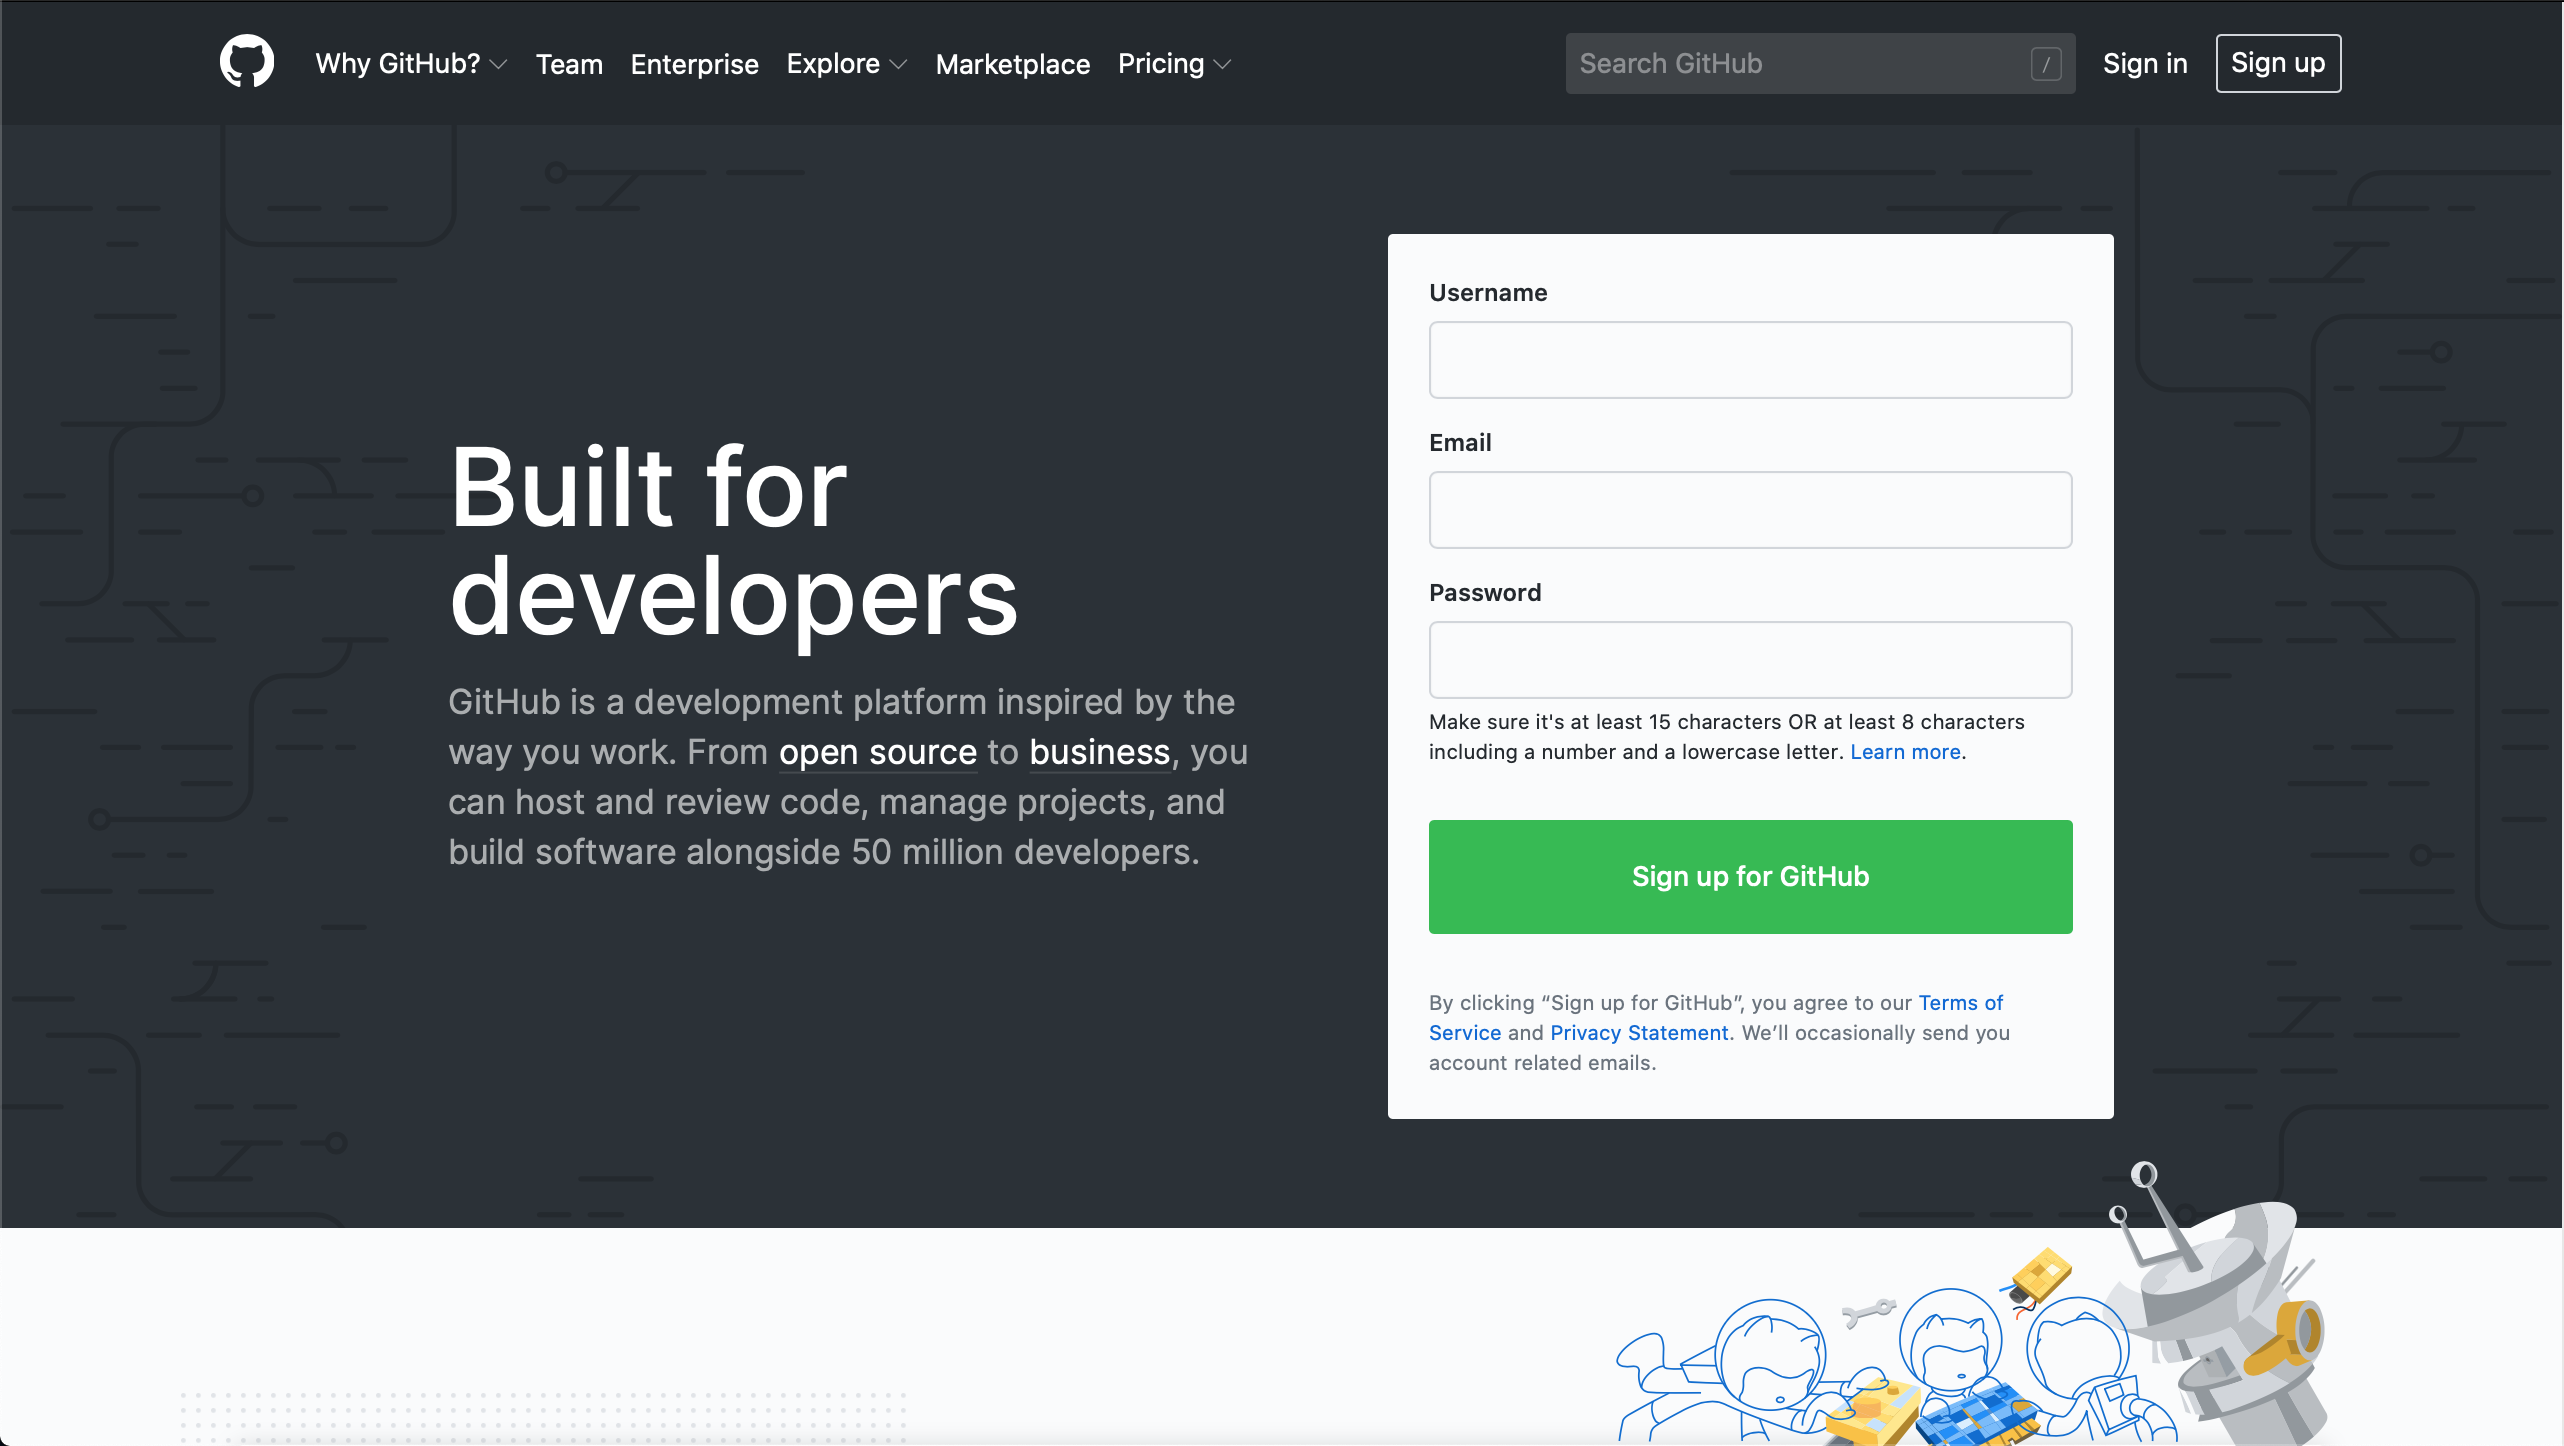 Why GitHub? Team Enterprise Explore Marketplace Pricing Search GitHub / Sign in Sign up
Built for
developers
GitHub is a development platform inspired by the
way you work. From open source to business, you
can host and review code, manage projects, and
build software alongside 50 million developers.
Username
Email
Password
Make sure it's at least 15 characters OR at least 8 characters
including a number and a lowercase letter. Learn more.
Sign up for GitHub
By clicking “Sign up for GitHub”, you agree to our Terms of
Service and Privacy Statement. We’ll occasionally send you
account related emails.